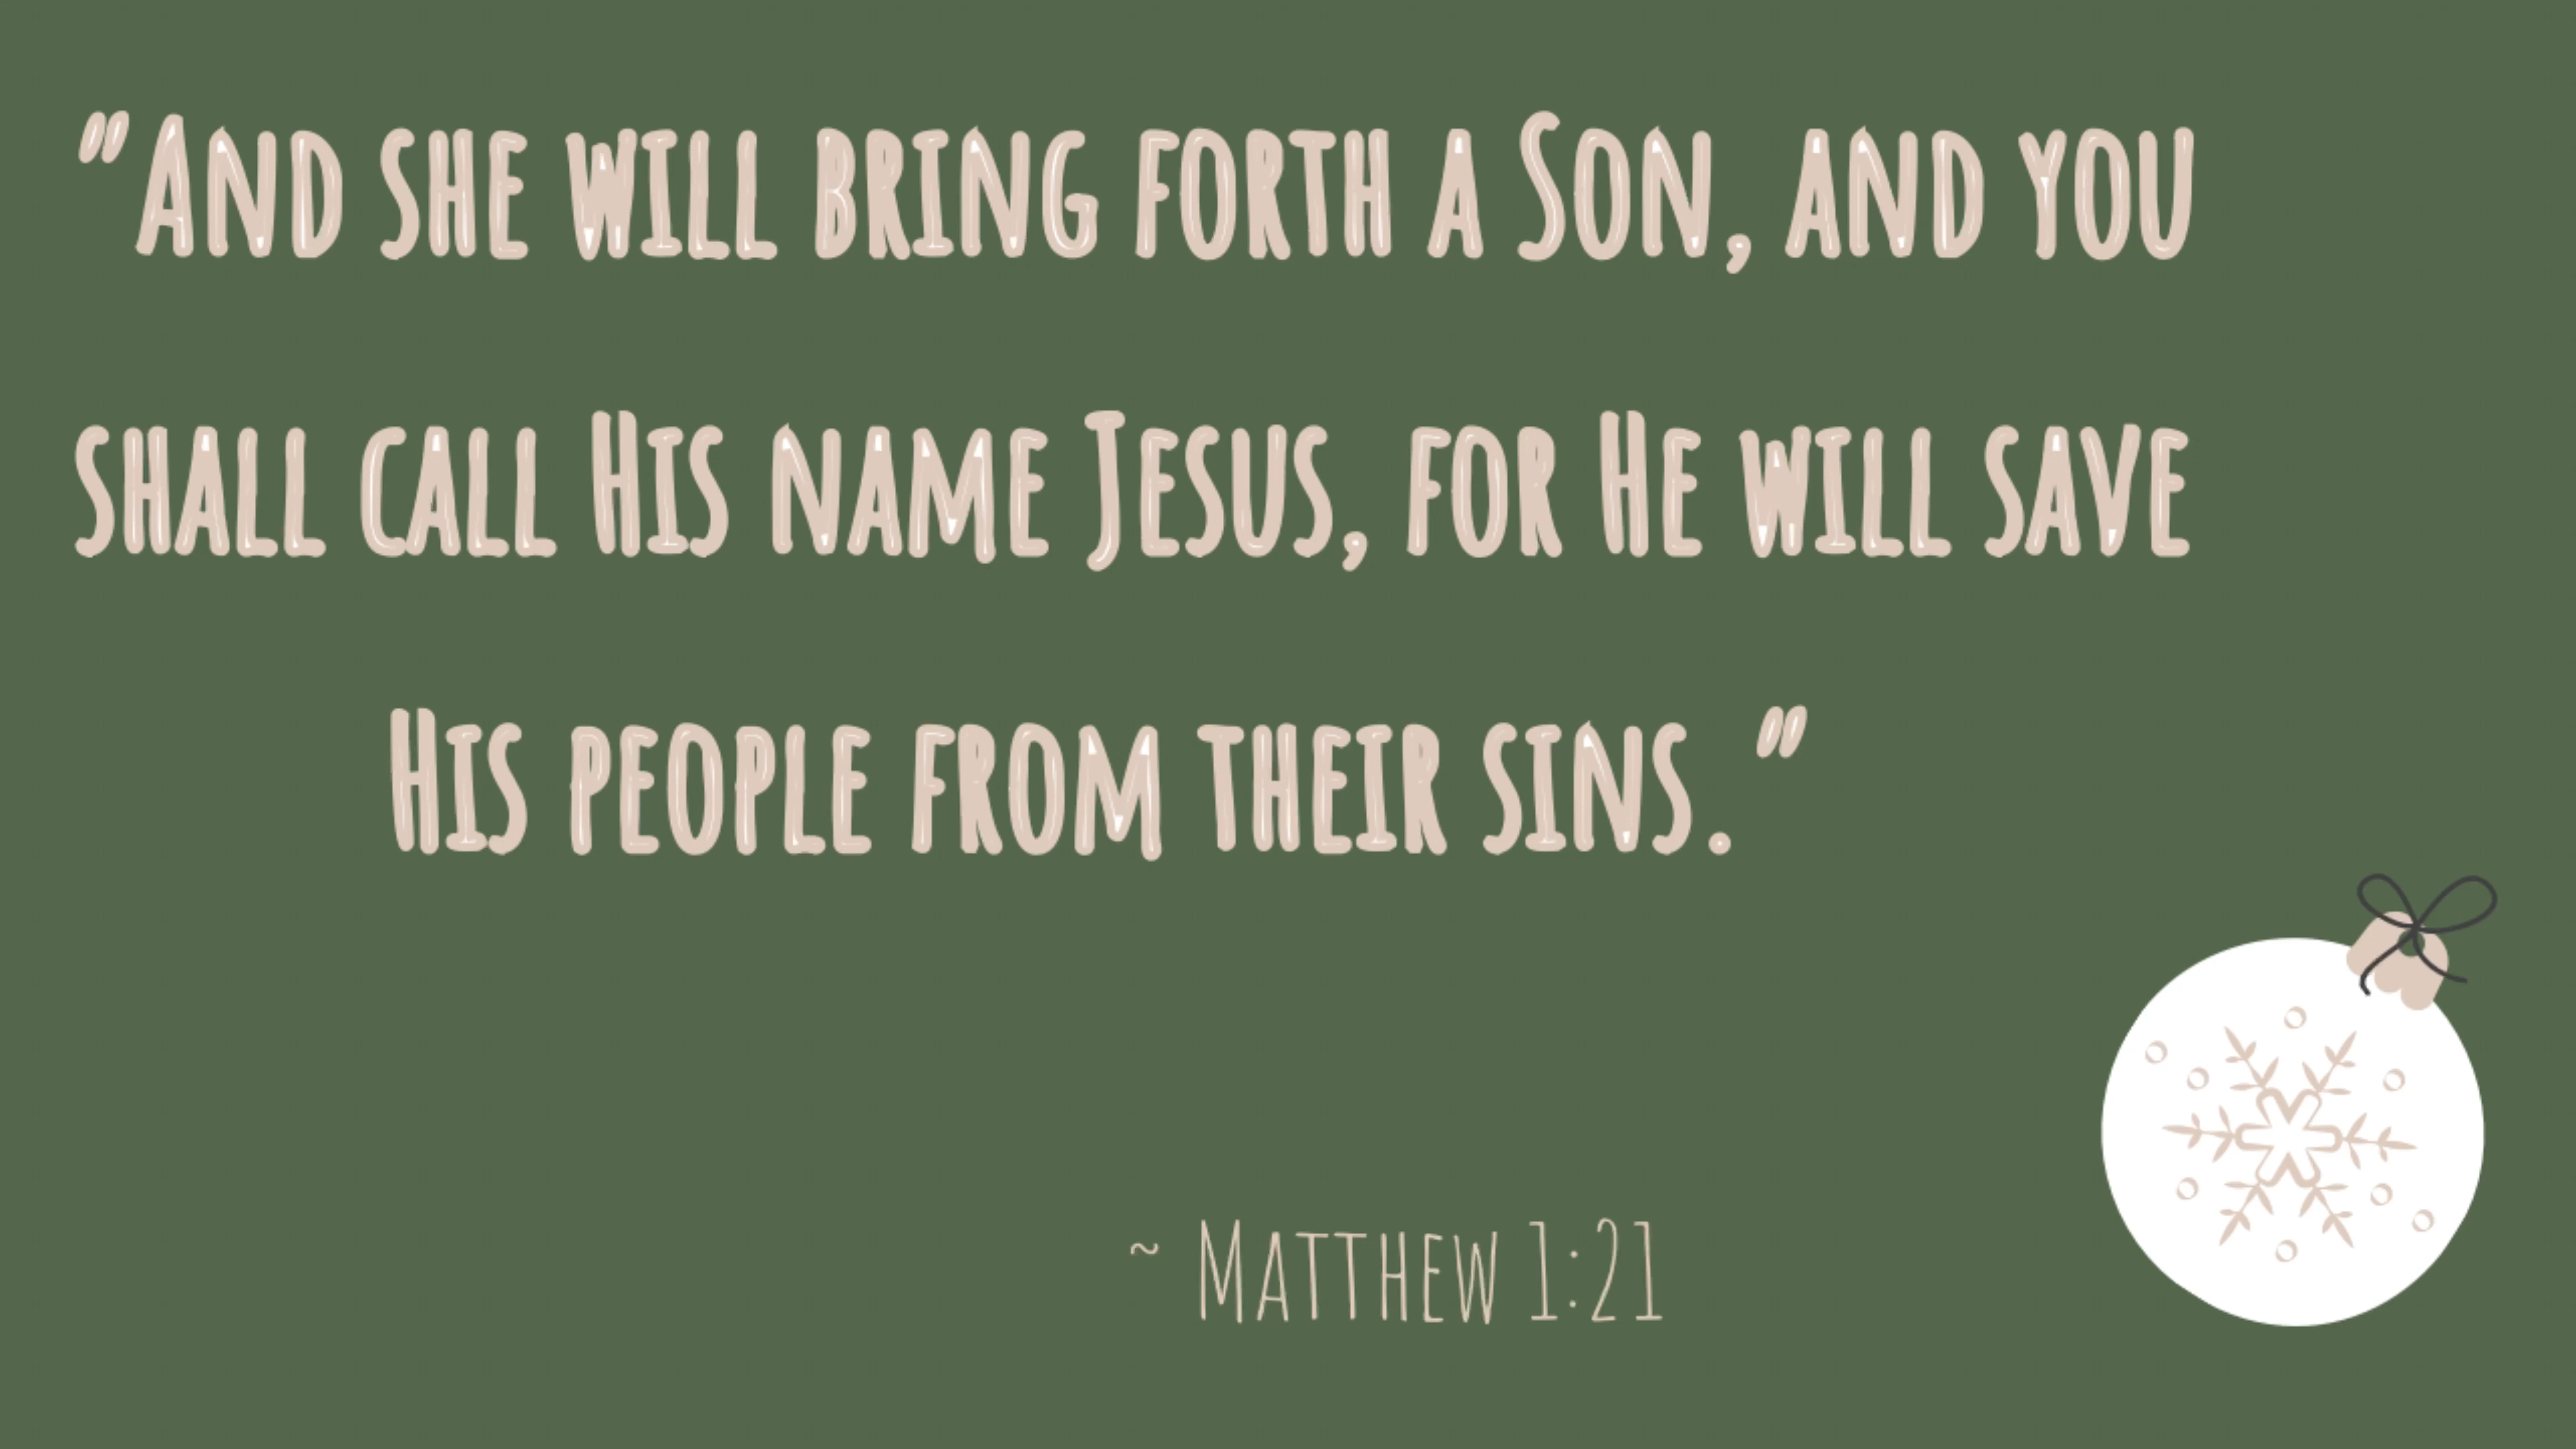 "And she will bring forth a Son, and you
shall call His name Jesus, for He will save
His people from their sins."
~ Matthew 1:21